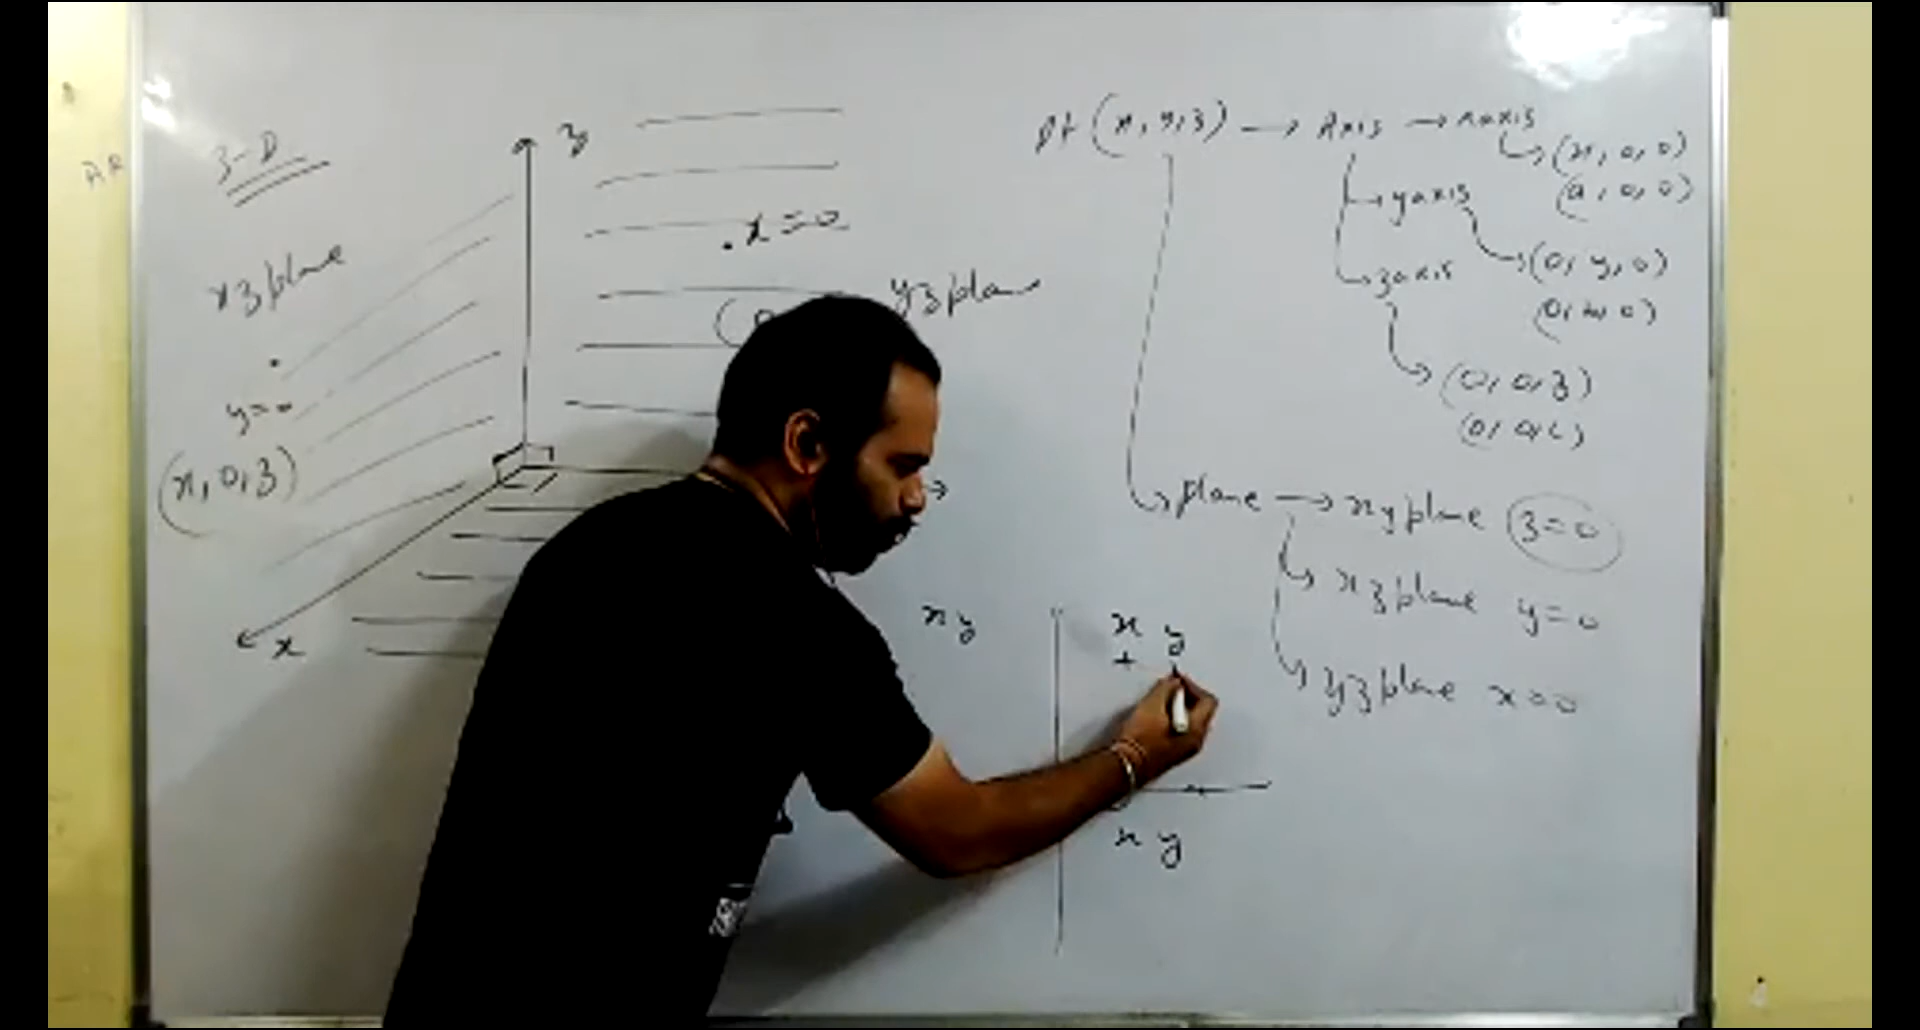 3-D
z
xz plane
x=0
yz plane
y=0
(x, 0, z)
x
Pt (x, y, z) → Axis → x axis
(x, 0, 0)
(a, 0, 0)
y axis
(0, y, 0)
(0, b, 0)
z axis
(0, 0, z)
(0, 0, c)
plane → xy plane z=0
xz plane y=0
yz plane x=0
x y
x y
+
x y